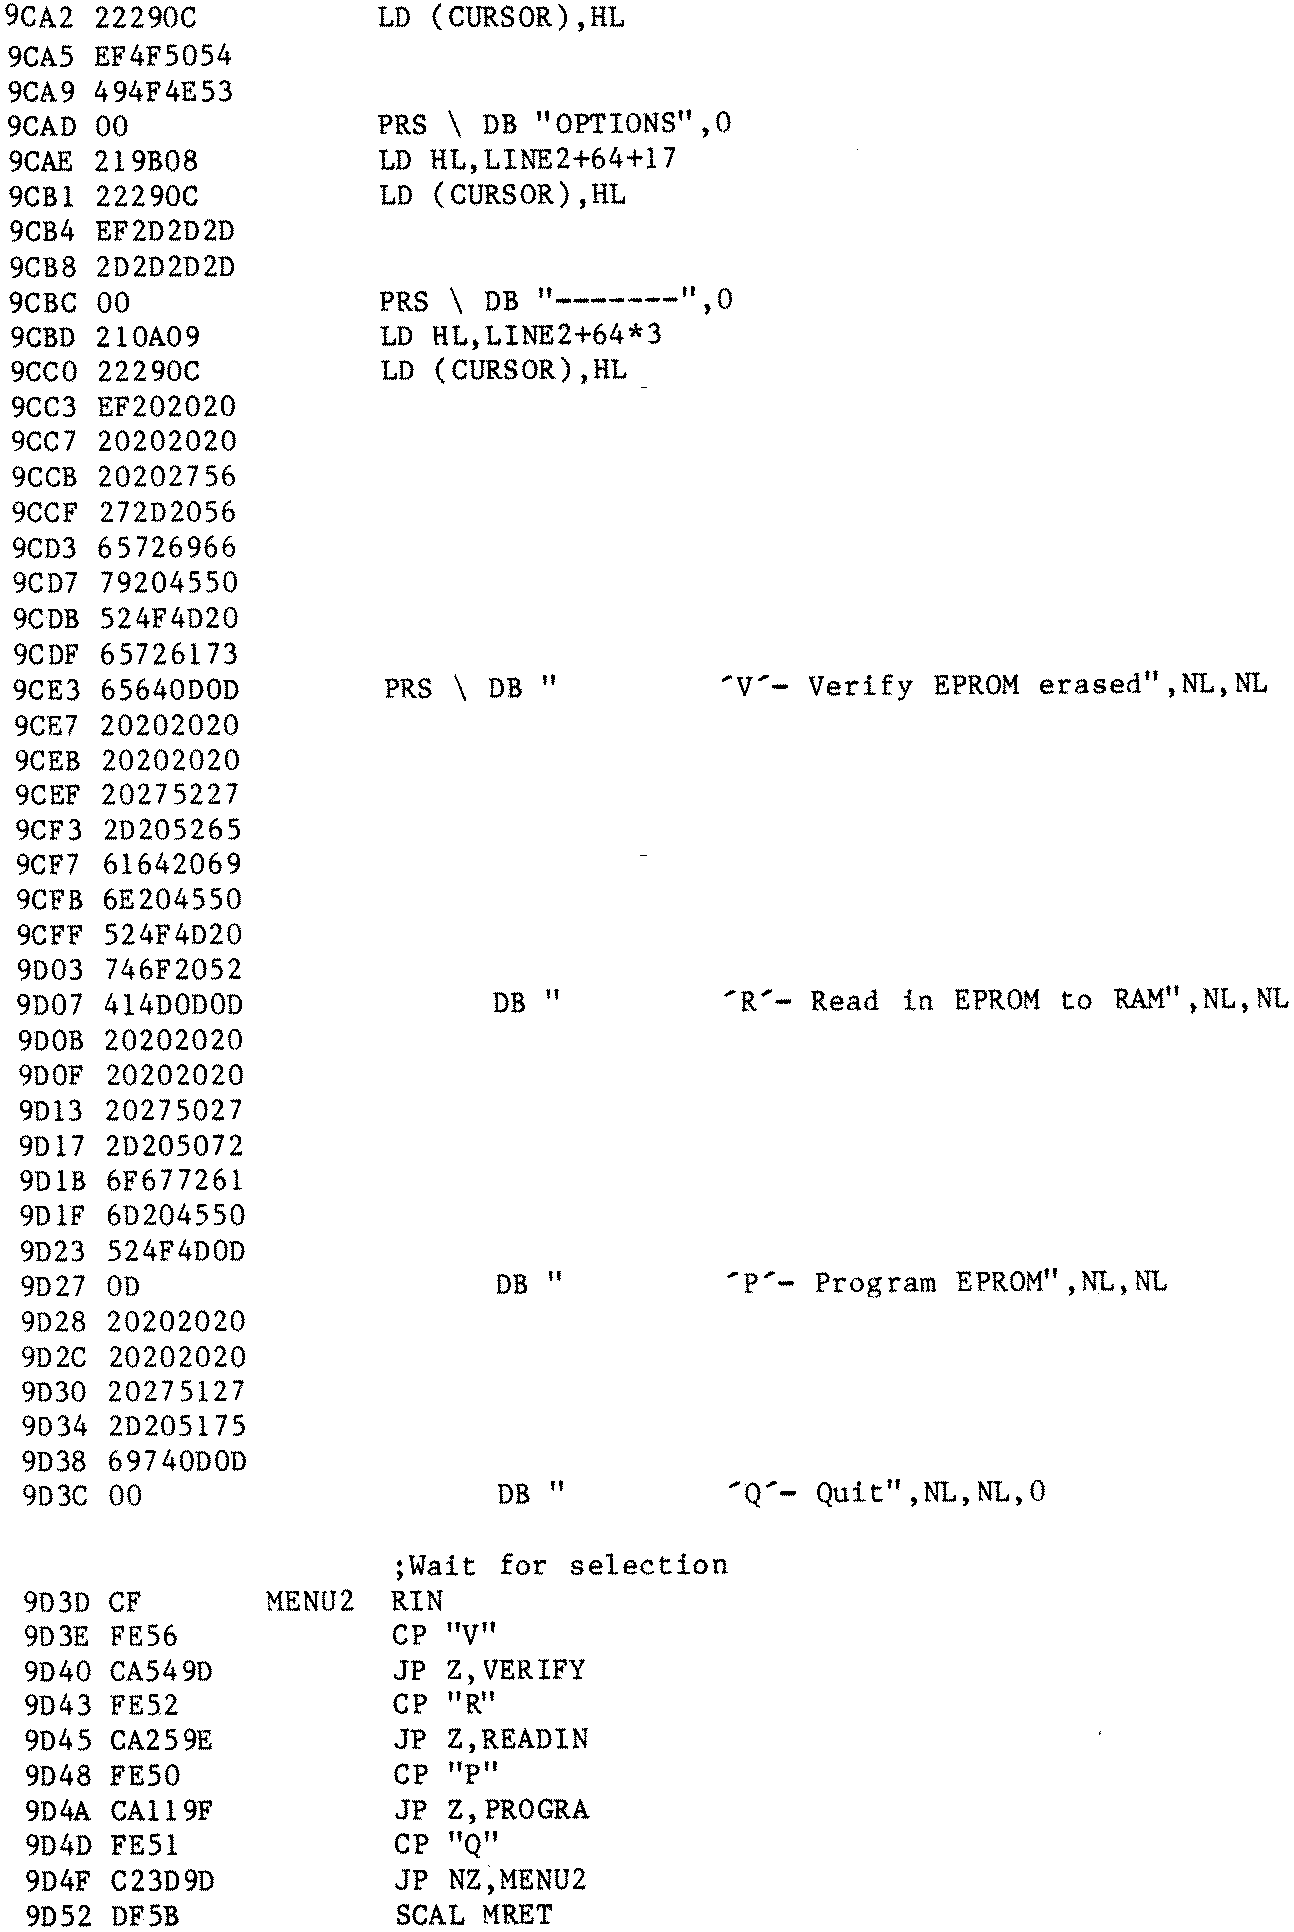 9CA2 22290C            LD (CURSOR),HL
9CA5 EF4F5054
9CA9 494F4E53
9CAD 00                PRS \ DB "OPTIONS",0
9CAE 219B08            LD HL,LINE2+64+17
9CB1 22290C            LD (CURSOR),HL
9CB4 EF2D2D2D
9CB8 2D2D2D2D
9CBC 00                PRS \ DB "-------",0
9CBD 210A09            LD HL,LINE2+64*3
9CC0 22290C            LD (CURSOR),HL
9CC3 EF202020
9CC7 20202020
9CCB 20202756
9CCF 272D2056
9CD3 65726966
9CD7 79204550
9CDB 524F4D20
9CDF 65726173
9CE3 65640D0D          PRS \ DB "         ´V´- Verify EPROM erased",NL,NL
9CE7 20202020
9CEB 20202020
9CEF 20275227
9CF3 2D205265
9CF7 61642069
9CFB 6E204550
9CFF 524F4D20
9D03 746F2052
9D07 414D0D0D                DB "         ´R´- Read in EPROM to RAM",NL,NL
9D0B 20202020
9D0F 20202020
9D13 20275027
9D17 2D205072
9D1B 6F677261
9D1F 6D204550
9D23 524F4D0D
9D27 0D                      DB "         ´P´- Program EPROM",NL,NL
9D28 20202020
9D2C 20202020
9D30 20275127
9D34 2D205175
9D38 69740D0D
9D3C 00                      DB "         ´Q´- Quit",NL,NL,0
;Wait for selection
9D3D CF         MENU2  RIN
9D3E FE56              CP "V"
9D40 CA549D            JP Z,VERIFY
9D43 FE52              CP "R"
9D45 CA259E            JP Z,READIN
9D48 FE50              CP "P"
9D4A CA119F            JP Z,PROGRA
9D4D FE51              CP "Q"
9D4F C23D9D            JP NZ,MENU2
9D52 DF5B              SCAL MRET